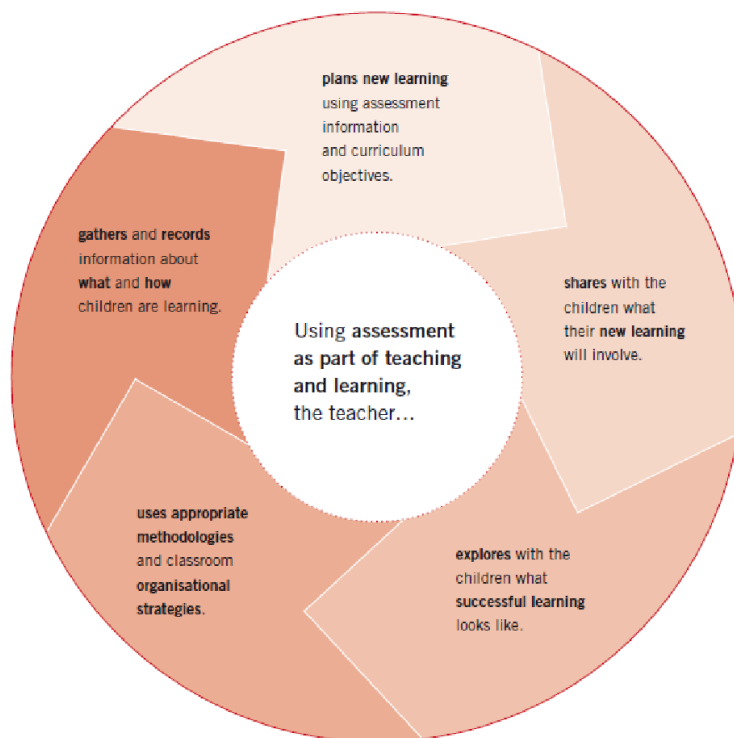 plans new learning
using assessment
information
and curriculum
objectives.
shares with the
children what
their new learning
will involve.
explores with the
children what
successful learning
looks like.
uses appropriate
methodologies
and classroom
organisational
strategies.
gathers and records
information about
what and how
children are learning.
Using assessment
as part of teaching
and learning,
the teacher...